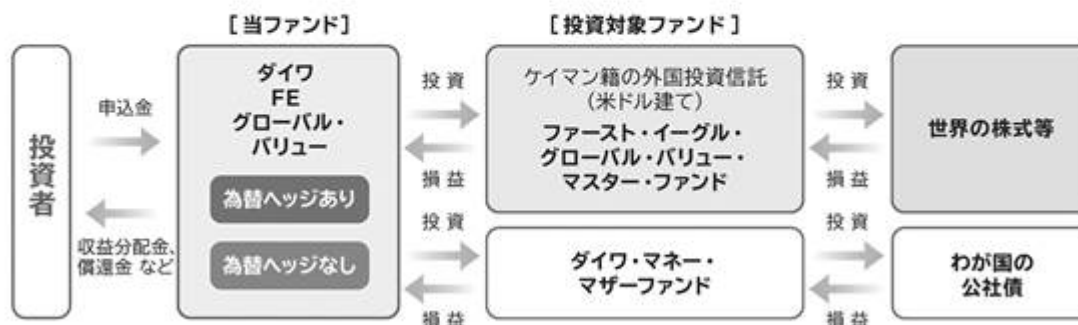 ［当ファンド］
［投資対象ファンド］
投資者
申込金
収益分配金、
償還金 など
ダイワ
FE
グローバル・
バリュー
為替ヘッジあり
為替ヘッジなし
投 資
損 益
投 資
損 益
ケイマン籍の外国投資信託
（米ドル建て）
ファースト・イーグル・
グローバル・バリュー・
マスター・ファンド
ダイワ・マネー・
マザーファンド
投 資
損 益
投 資
損 益
世界の株式等
わが国の
公社債